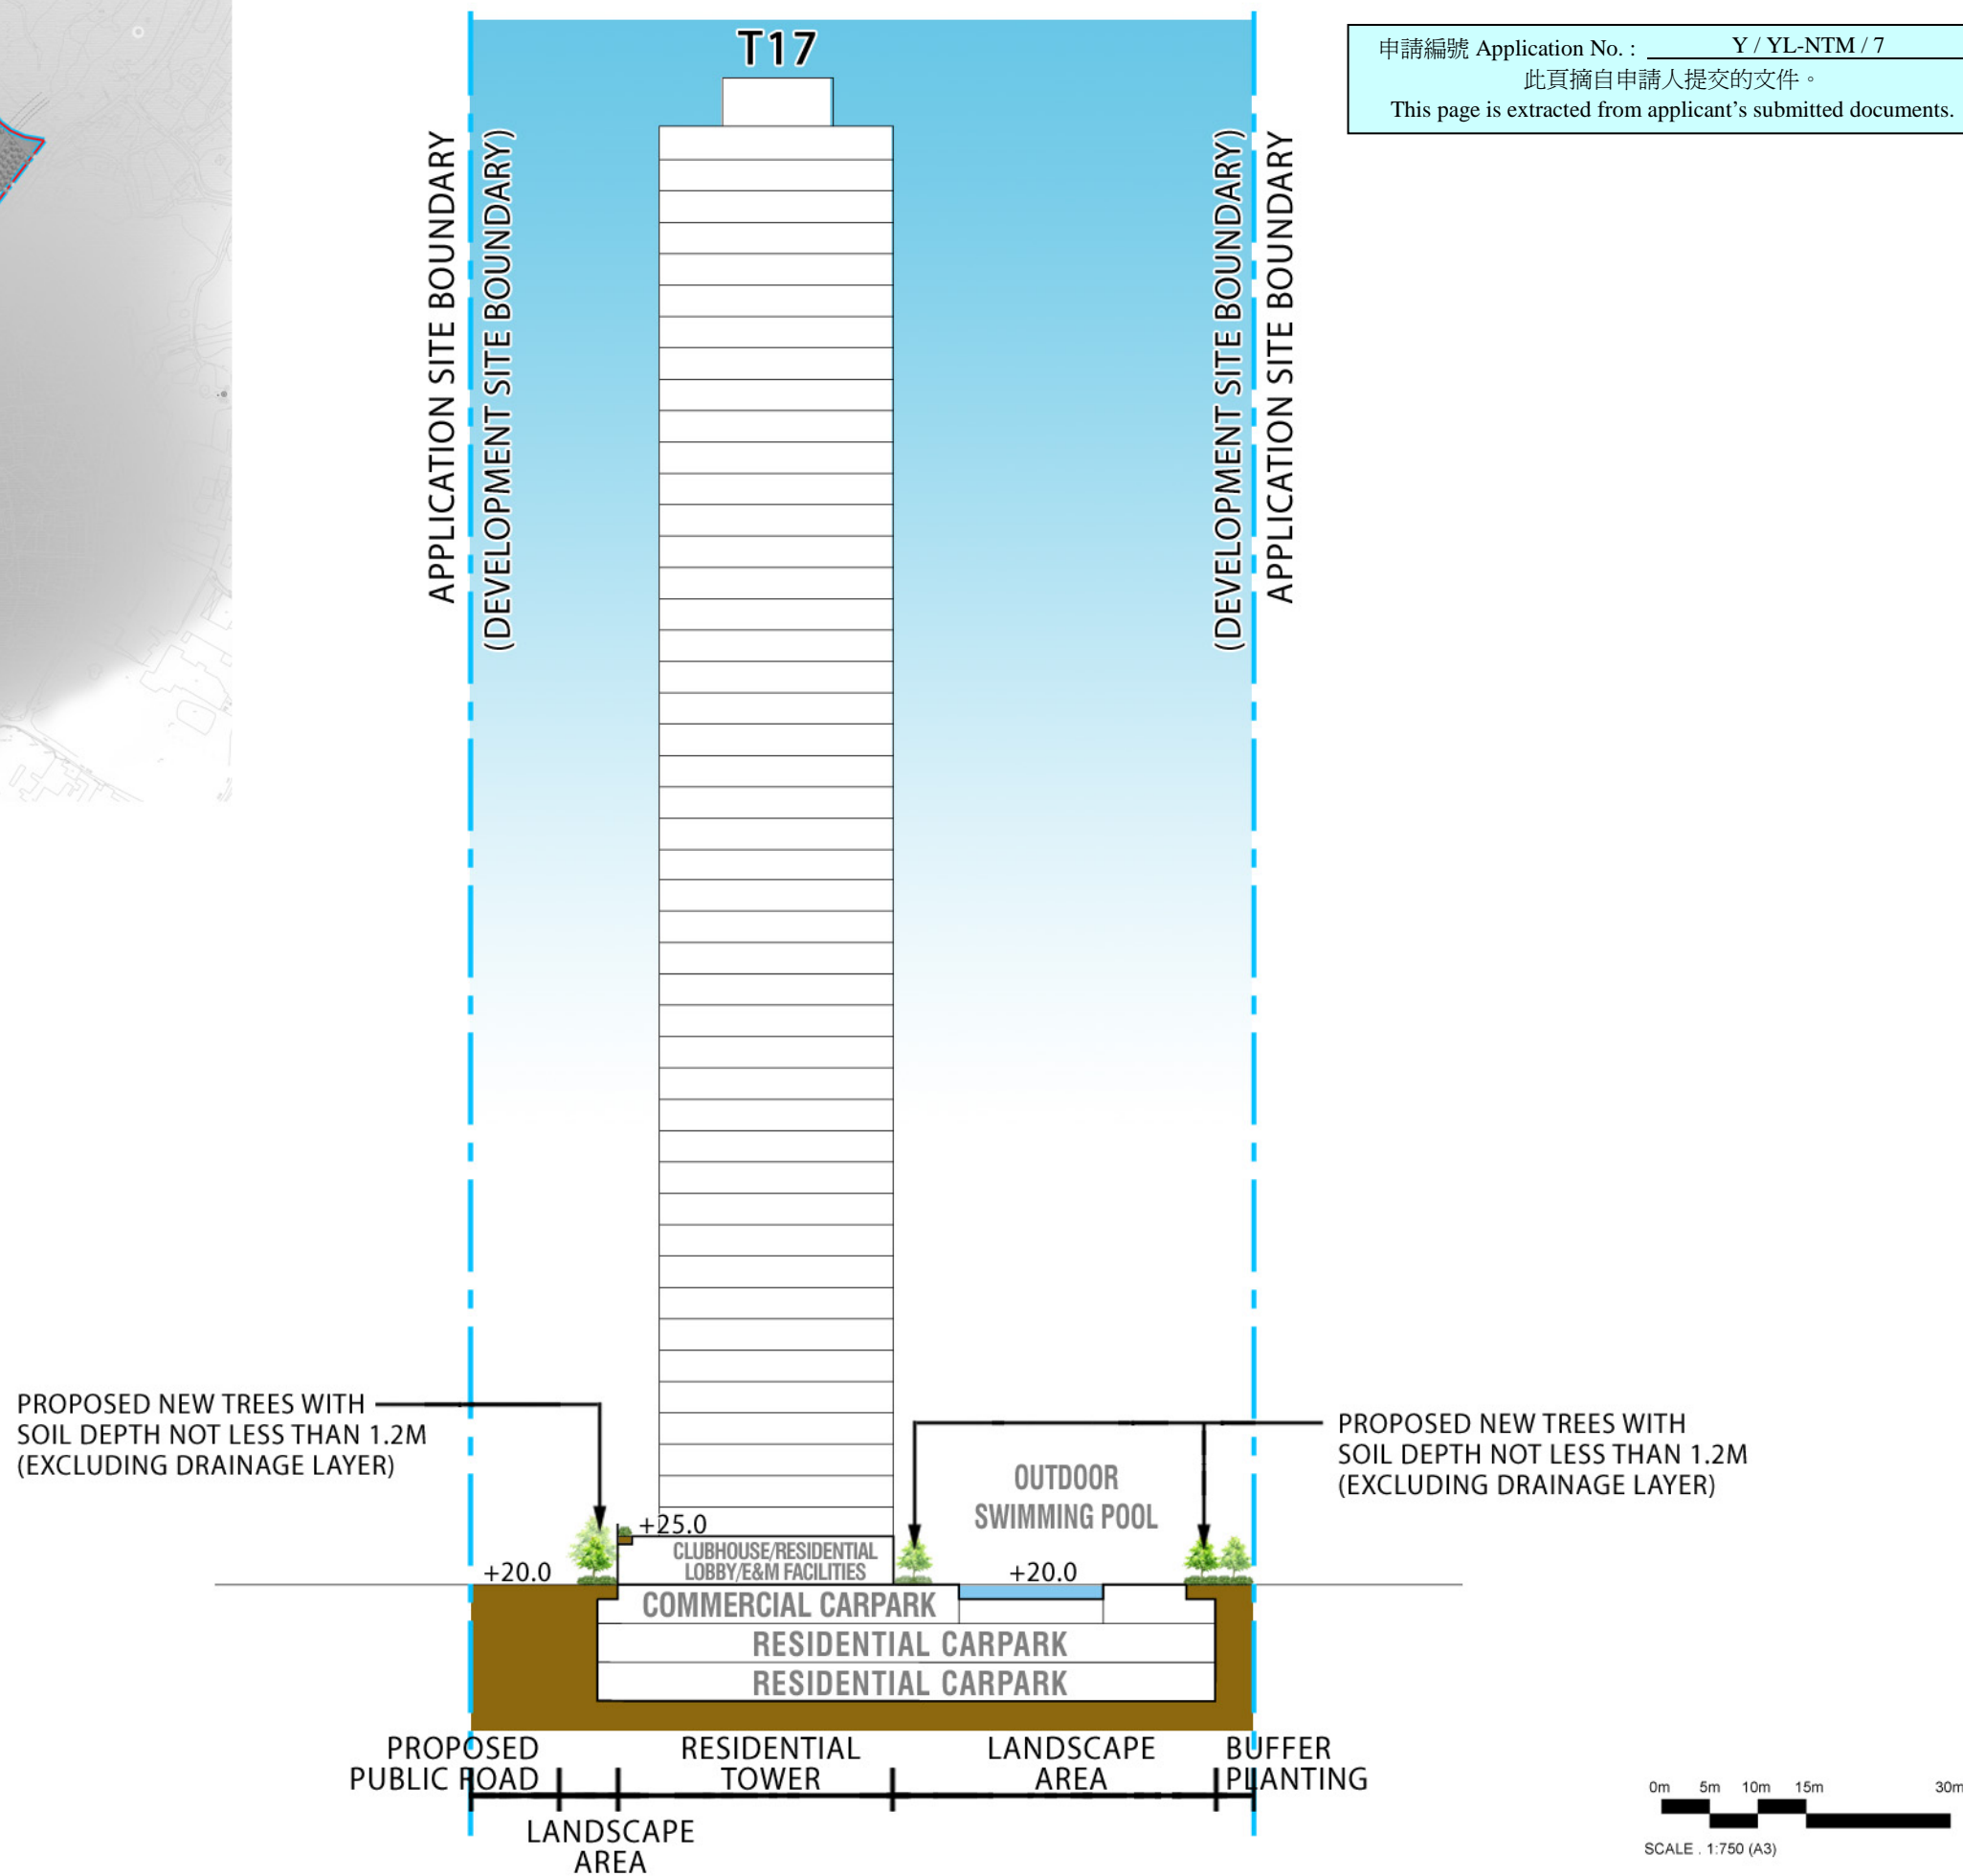 T17
申請編號 Application No. : Y / YL-NTM / 7
此頁摘自申請人提交的文件。
This page is extracted from applicant's submitted documents.
APPLICATION SITE BOUNDARY
(DEVELOPMENT SITE BOUNDARY)
(DEVELOPMENT SITE BOUNDARY)
APPLICATION SITE BOUNDARY
PROPOSED NEW TREES WITH
SOIL DEPTH NOT LESS THAN 1.2M
(EXCLUDING DRAINAGE LAYER)
PROPOSED NEW TREES WITH
SOIL DEPTH NOT LESS THAN 1.2M
(EXCLUDING DRAINAGE LAYER)
OUTDOOR
SWIMMING POOL
+25.0
CLUBHOUSE/RESIDENTIAL
LOBBY/E&M FACILITIES
+20.0
+20.0
COMMERCIAL CARPARK
RESIDENTIAL CARPARK
RESIDENTIAL CARPARK
PROPOSED
PUBLIC ROAD
RESIDENTIAL
TOWER
LANDSCAPE
AREA
BUFFER
PLANTING
LANDSCAPE
AREA
0m 5m 10m 15m 30m
SCALE . 1:750 (A3)